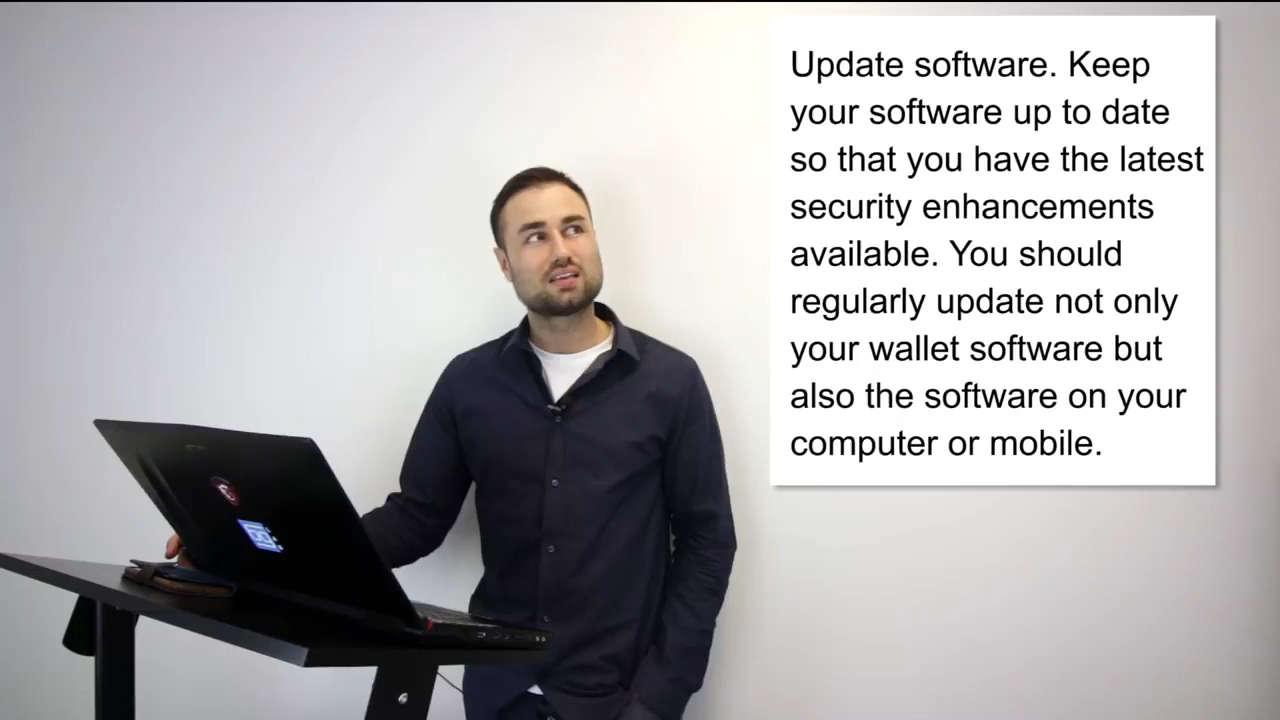 Update software. Keep
your software up to date
so that you have the latest
security enhancements
available. You should
regularly update not only
your wallet software but
also the software on your
computer or mobile.